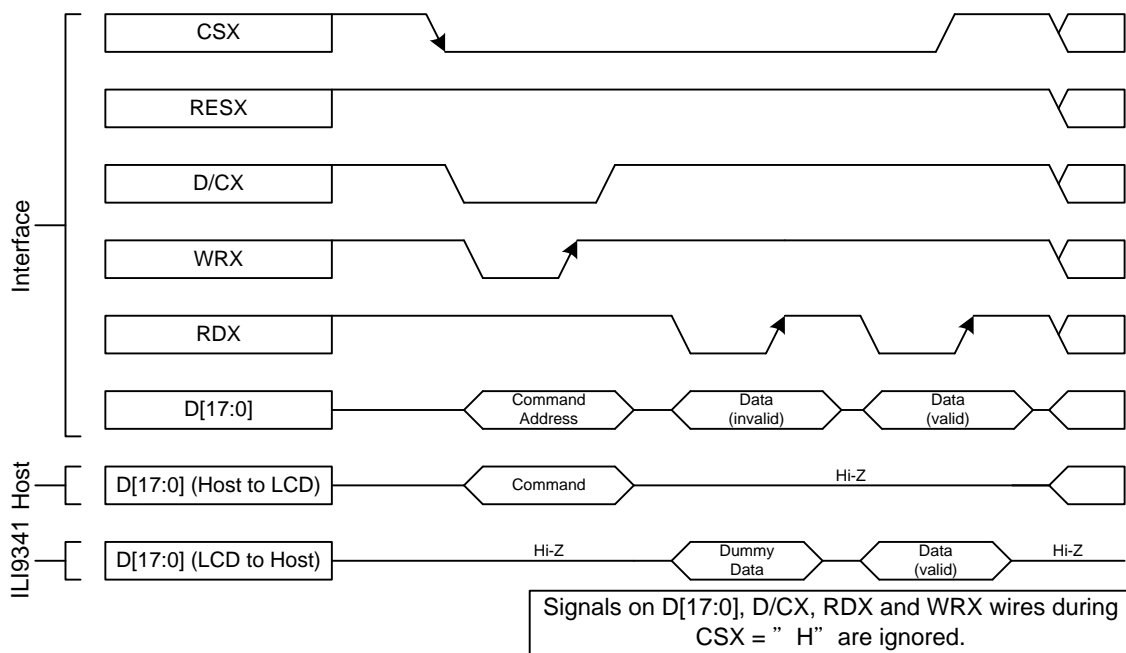 CSX
RESX
D/CX
WRX
RDX
D[17:0]
Command
Address
Data
(invalid)
Data
(valid)
Interface
Host
D[17:0] (Host to LCD)
Command
Hi-Z
ILI9341
D[17:0] (LCD to Host)
Hi-Z
Dummy
Data
Data
(valid)
Hi-Z
Signals on D[17:0], D/CX, RDX and WRX wires during
CSX = ” H” are ignored.